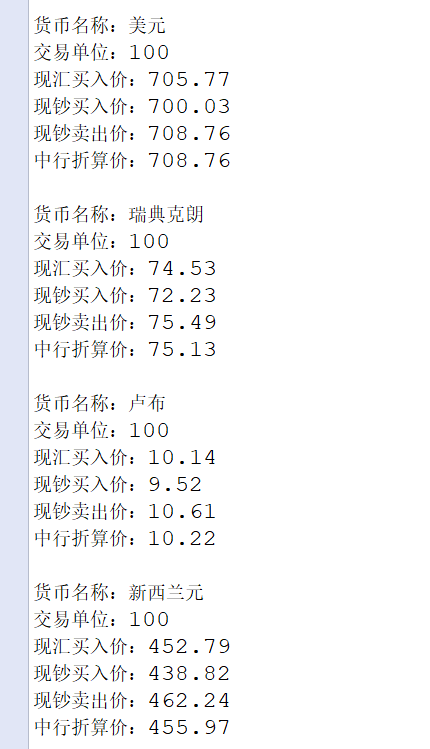 货币名称：美元
交易单位：100
现汇买入价：705.77
现钞买入价：700.03
现钞卖出价：708.76
中行折算价：708.76
货币名称：瑞典克朗
交易单位：100
现汇买入价：74.53
现钞买入价：72.23
现钞卖出价：75.49
中行折算价：75.13
货币名称：卢布
交易单位：100
现汇买入价：10.14
现钞买入价：9.52
现钞卖出价：10.61
中行折算价：10.22
货币名称：新西兰元
交易单位：100
现汇买入价：452.79
现钞买入价：438.82
现钞卖出价：462.24
中行折算价：455.97